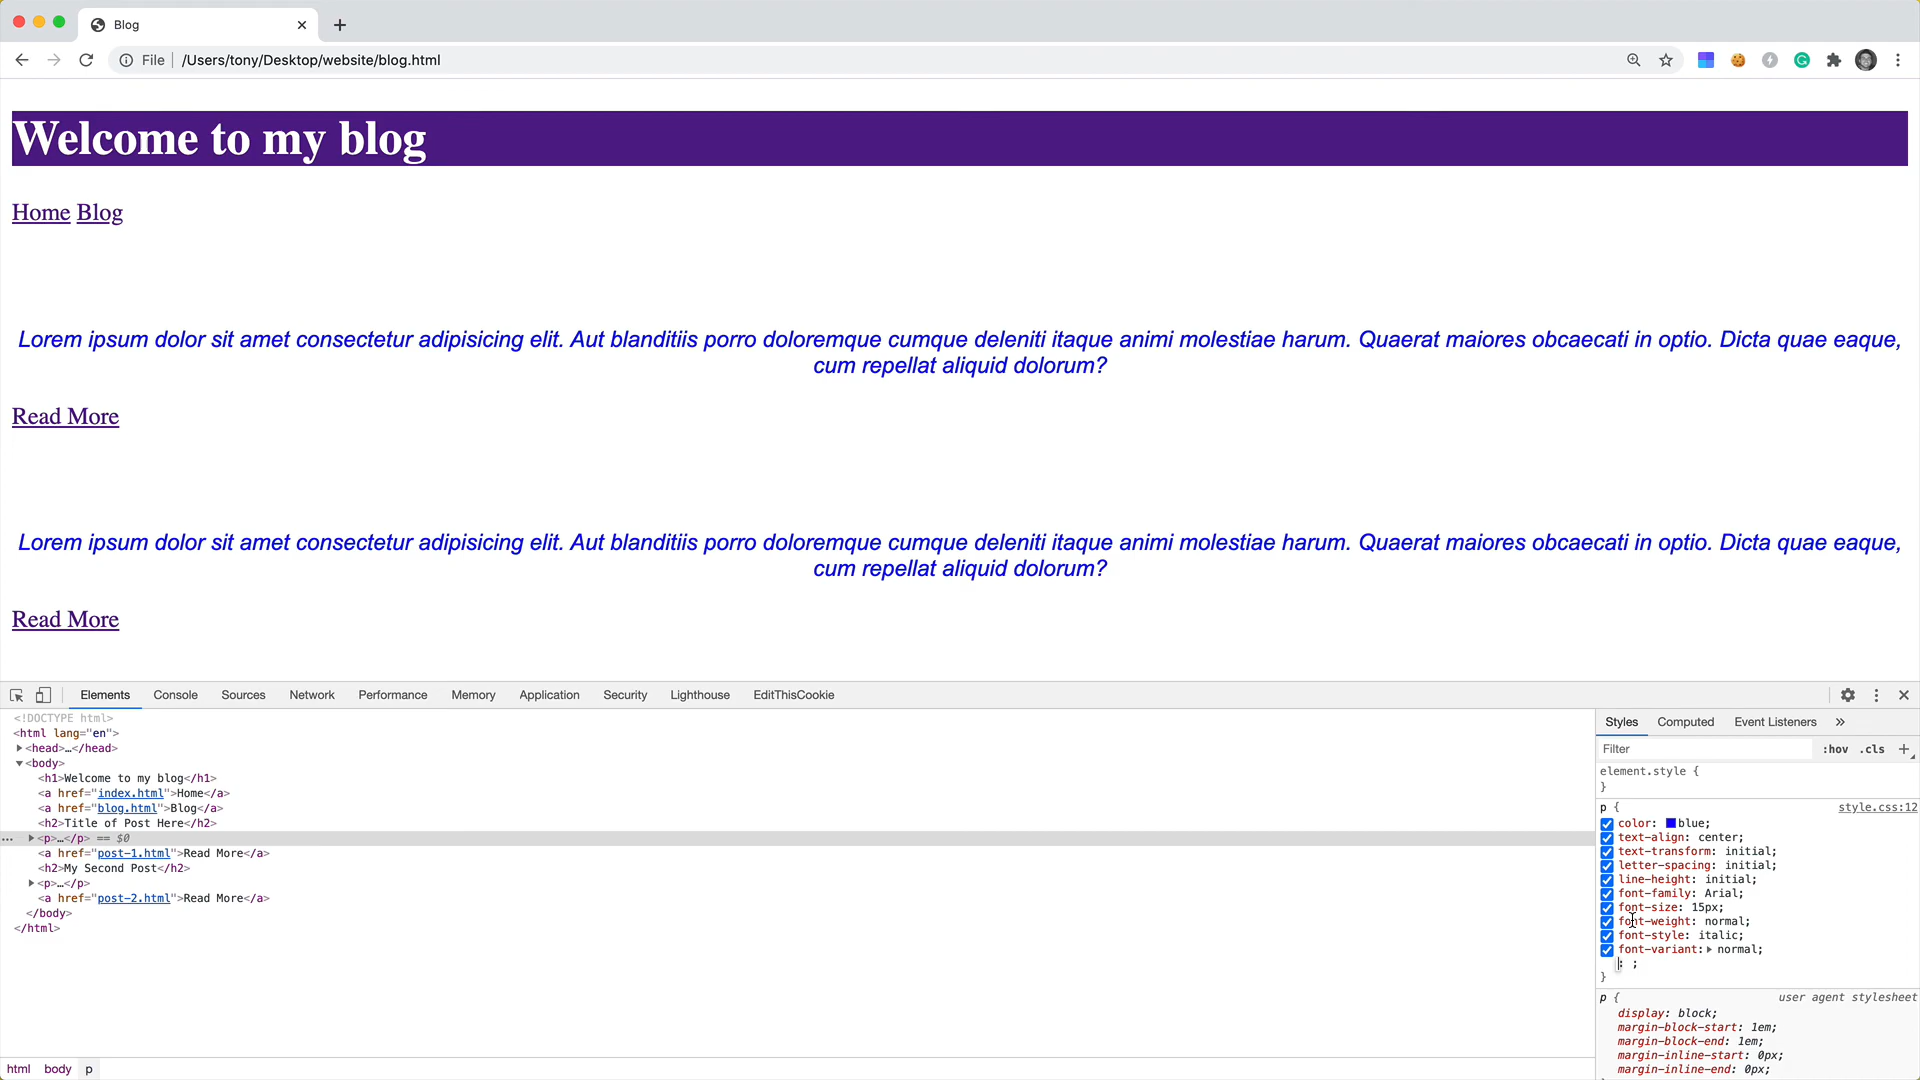 Blog
File /Users/tony/Desktop/website/blog.html
Welcome to my blog
Home Blog
Lorem ipsum dolor sit amet consectetur adipisicing elit. Aut blanditiis porro doloremque cumque deleniti itaque animi molestiae harum. Quaerat maiores obcaecati in optio. Dicta quae eaque,
cum repellat aliquid dolorum?
Read More
Lorem ipsum dolor sit amet consectetur adipisicing elit. Aut blanditiis porro doloremque cumque deleniti itaque animi molestiae harum. Quaerat maiores obcaecati in optio. Dicta quae eaque,
cum repellat aliquid dolorum?
Read More
Elements Console Sources Network Performance Memory Application Security Lighthouse EditThisCookie
<!DOCTYPE html>
<html lang="en">
<head>…</head>
<body>
<h1>Welcome to my blog</h1>
<a href="index.html">Home</a>
<a href="blog.html">Blog</a>
<h2>Title of Post Here</h2>
<p>…</p> == $0
<a href="post-1.html">Read More</a>
<h2>My Second Post</h2>
<p>…</p>
<a href="post-2.html">Read More</a>
</body>
</html>
html body p
Styles Computed Event Listeners »
Filter :hov .cls +
element.style {
}
p { style.css:12
color: blue;
text-align: center;
text-transform: initial;
letter-spacing: initial;
line-height: initial;
font-family: Arial;
font-size: 15px;
font-weight: normal;
font-style: italic;
font-variant: normal;
: ;
}
p { user agent stylesheet
display: block;
margin-block-start: 1em;
margin-block-end: 1em;
margin-inline-start: 0px;
margin-inline-end: 0px;